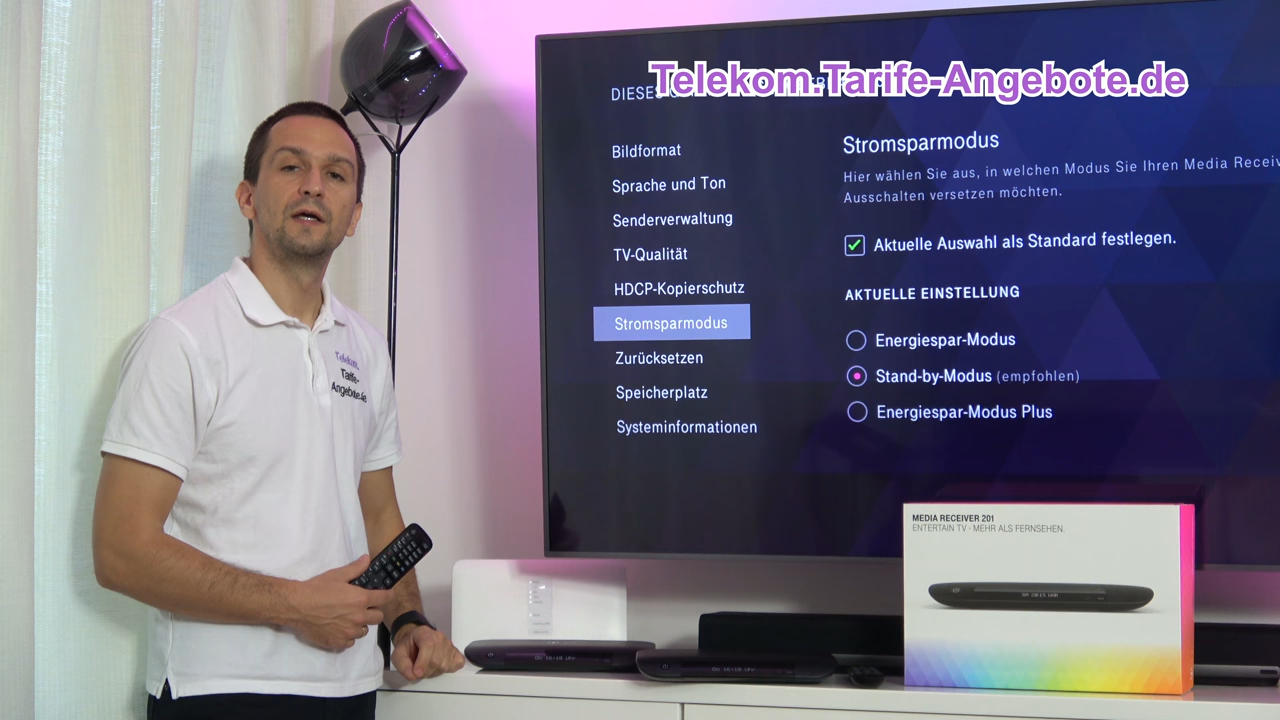 Telekom.Tarife-Angebote.de
DIESES
Bildformat
Sprache und Ton
Senderverwaltung
TV-Qualität
HDCP-Kopierschutz
Stromsparmodus
Zurücksetzen
Speicherplatz
Systeminformationen
Stromsparmodus
Hier wählen Sie aus, in welchen Modus Sie Ihren Media
Ausschalten versetzen möchten.
Aktuelle Auswahl als Standard festlegen.
AKTUELLE EINSTELLUNG
Energiespar-Modus
Stand-by-Modus (empfohlen)
Energiespar-Modus Plus
Telekom.
Tarife-
Angebote.de
MEDIA RECEIVER 201
ENTERTAIN TV - MEHR ALS FERNSEHEN.